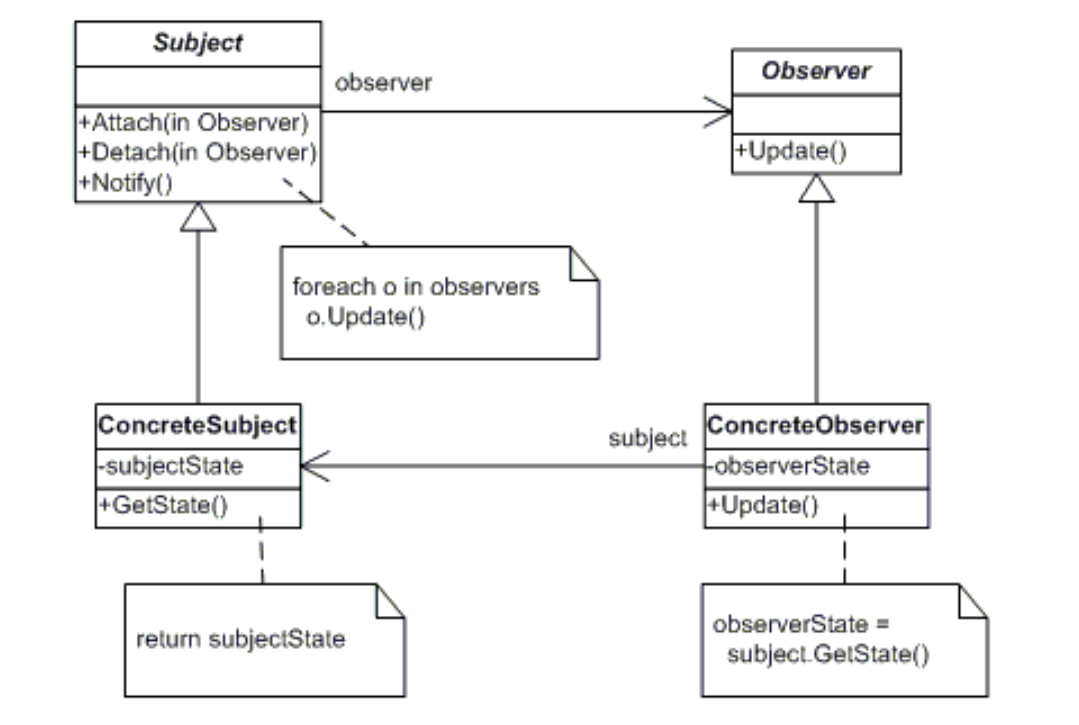 Subject
+Attach(in Observer)
+Detach(in Observer)
+Notify()
observer
Observer
+Update()
foreach o in observers
o.Update()
ConcreteSubject
-subjectState
+GetState()
subject
ConcreteObserver
-observerState
+Update()
return subjectState
observerState =
subject.GetState()